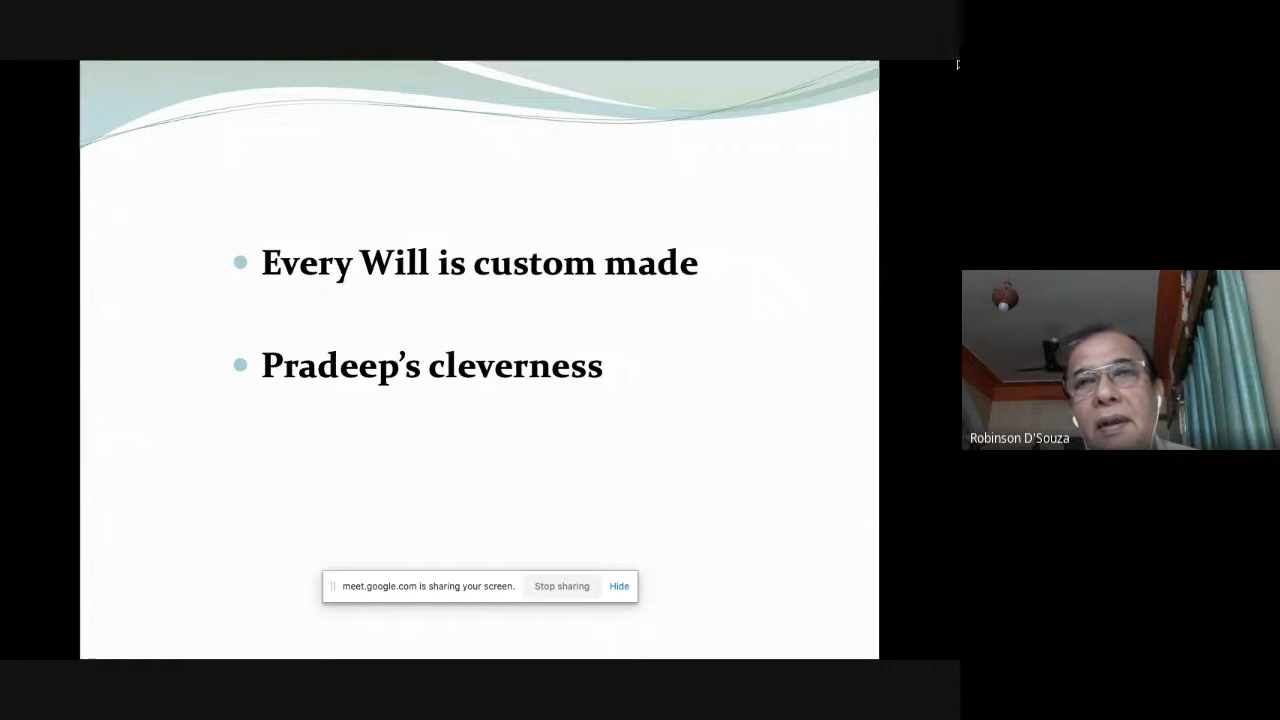 Every Will is custom made
Pradeep’s cleverness
meet.google.com is sharing your screen. Stop sharing Hide
Robinson D'Souza